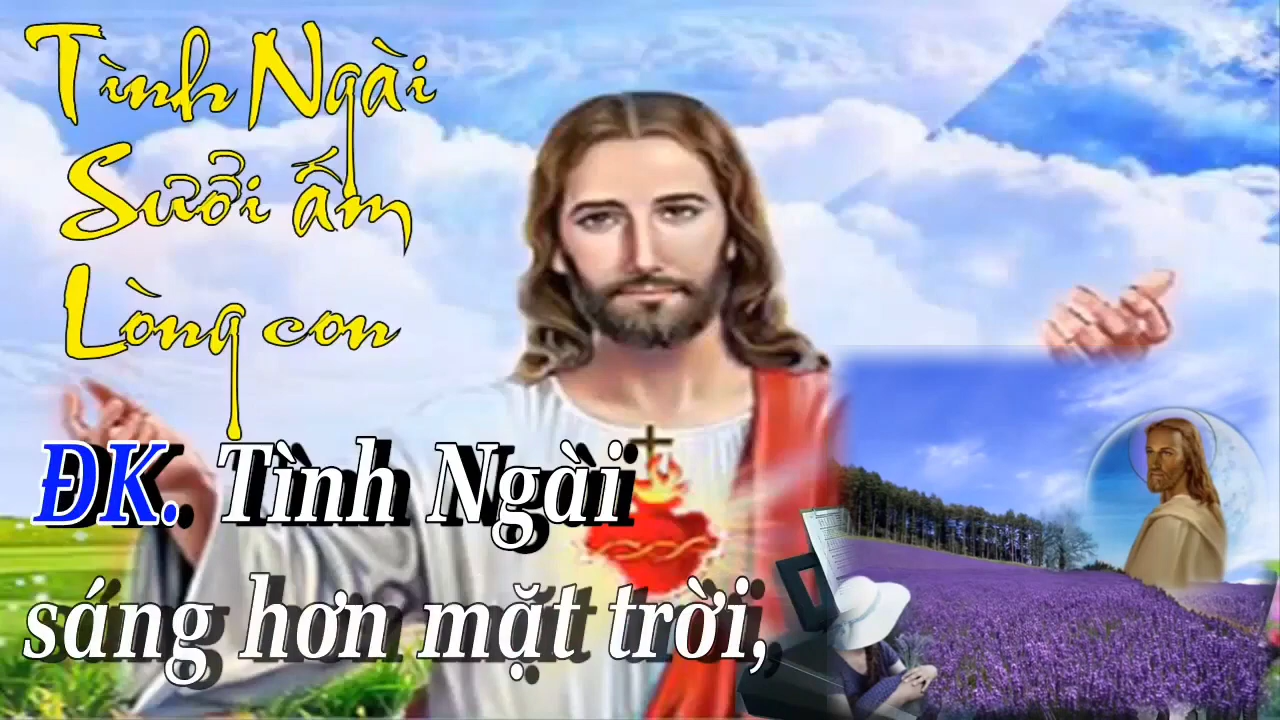 Tình Ngài
Sưởi ấm
Lòng con
ĐK. Tình Ngài
sáng hơn mặt trời,